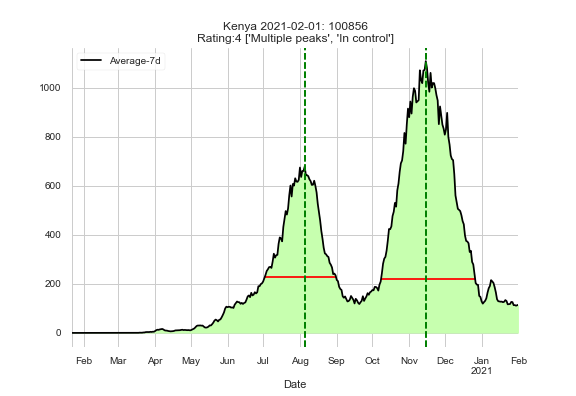 Kenya 2021-02-01: 100856
Rating:4 ['Multiple peaks', 'In control']
Average-7d
1000
800
600
400
200
0
Feb Mar Apr May Jun Jul Aug Sep Oct Nov Dec Jan Feb
2021
Date